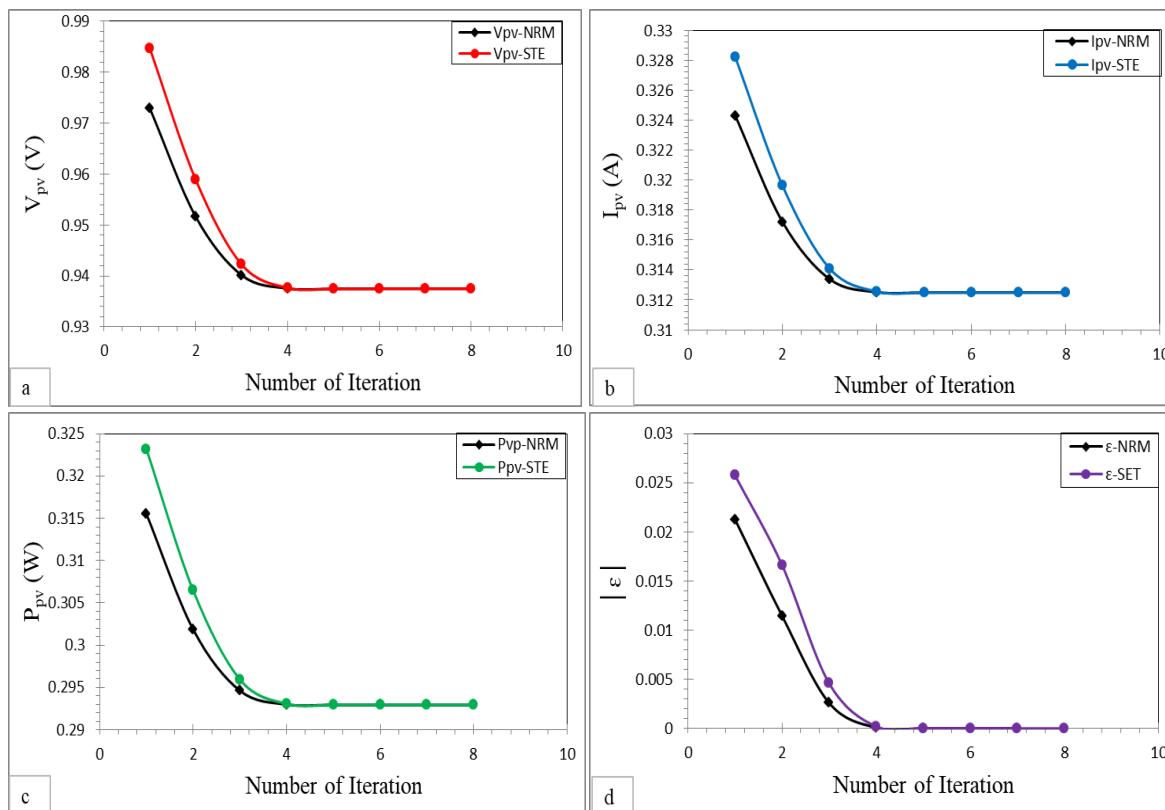 0.99
0.98
0.97
0.96
0.95
0.94
0.93
0 2 4 6 8 10
V_pv (V)
Number of Iteration
Vpv-NRM
Vpv-STE
a
0.33
0.328
0.324
0.322
0.32
0.318
0.316
0.314
0.312
0.31
0 2 4 6 8 10
I_pv (A)
Number of Iteration
Ipv-NRM
Ipv-STE
b
0.325
0.32
0.315
0.31
0.305
0.3
0.295
0.29
0 2 4 6 8 10
P_pv (W)
Number of Iteration
Pvp-NRM
Ppv-STE
c
0.03
0.025
0.02
0.015
0.01
0.005
0
0 2 4 6 8 10
| ε |
Number of Iteration
ε-NRM
ε-SET
d